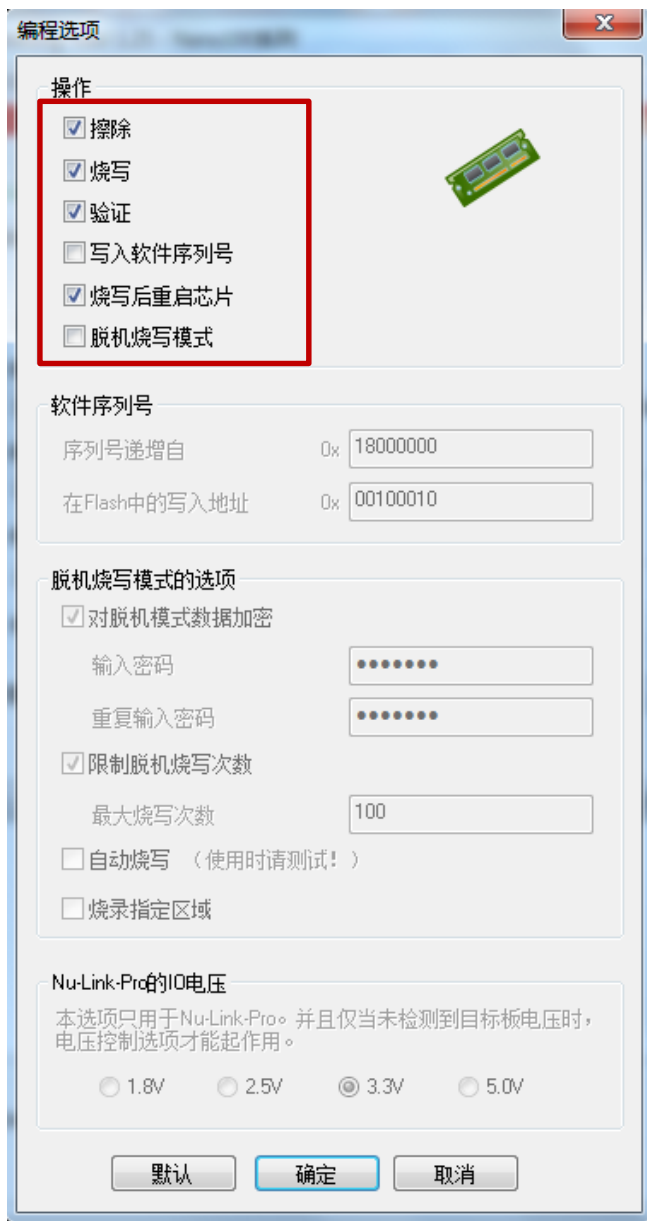 编程选项
操作
擦除
烧写
验证
写入软件序列号
烧写后重启芯片
脱机烧写模式
软件序列号
序列号递增自 0x 18000000
在Flash中的写入地址 0x 00100010
脱机烧写模式的选项
对脱机模式数据加密
输入密码 •••••••
重复输入密码 •••••••
限制脱机烧写次数
最大烧写次数 100
自动烧写 (使用时请测试! )
烧录指定区域
Nu-Link-Pro的IO电压
本选项只用于Nu-Link-Pro。并且仅当未检测到目标板电压时,
电压控制选项才能起作用。
1.8V 2.5V 3.3V 5.0V
默认 确定 取消